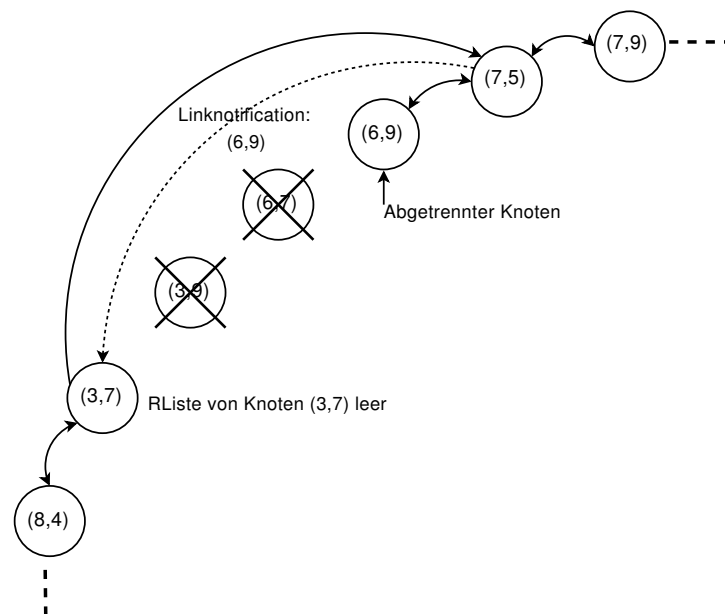 (7,9)
(7,5)
Linknotification:
(6,9)
(6,9)
(6,7)
Abgetrennter Knoten
(3,9)
(3,7)
RListe von Knoten (3,7) leer
(8,4)